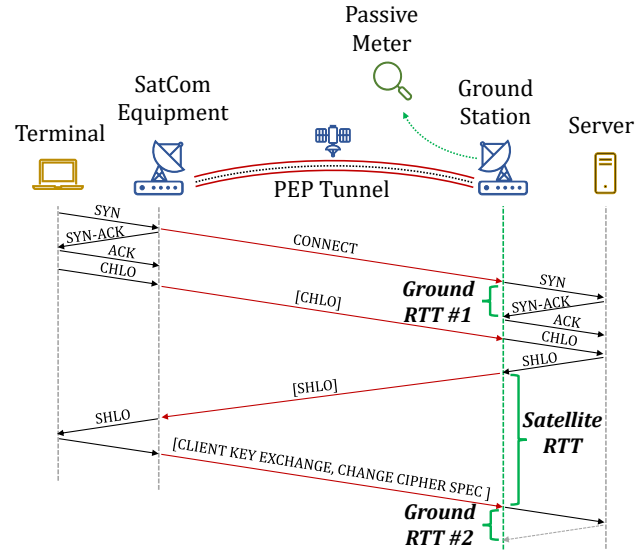 Passive
Meter
SatCom
Equipment
Ground
Station
Terminal
Server
PEP Tunnel
SYN
SYN-ACK
ACK
CHLO
CONNECT
[CHLO]
Ground
RTT #1
SYN
SYN-ACK
ACK
CHLO
SHLO
[SHLO]
SHLO
Satellite
RTT
[CLIENT KEY EXCHANGE, CHANGE CIPHER SPEC ]
Ground
RTT #2